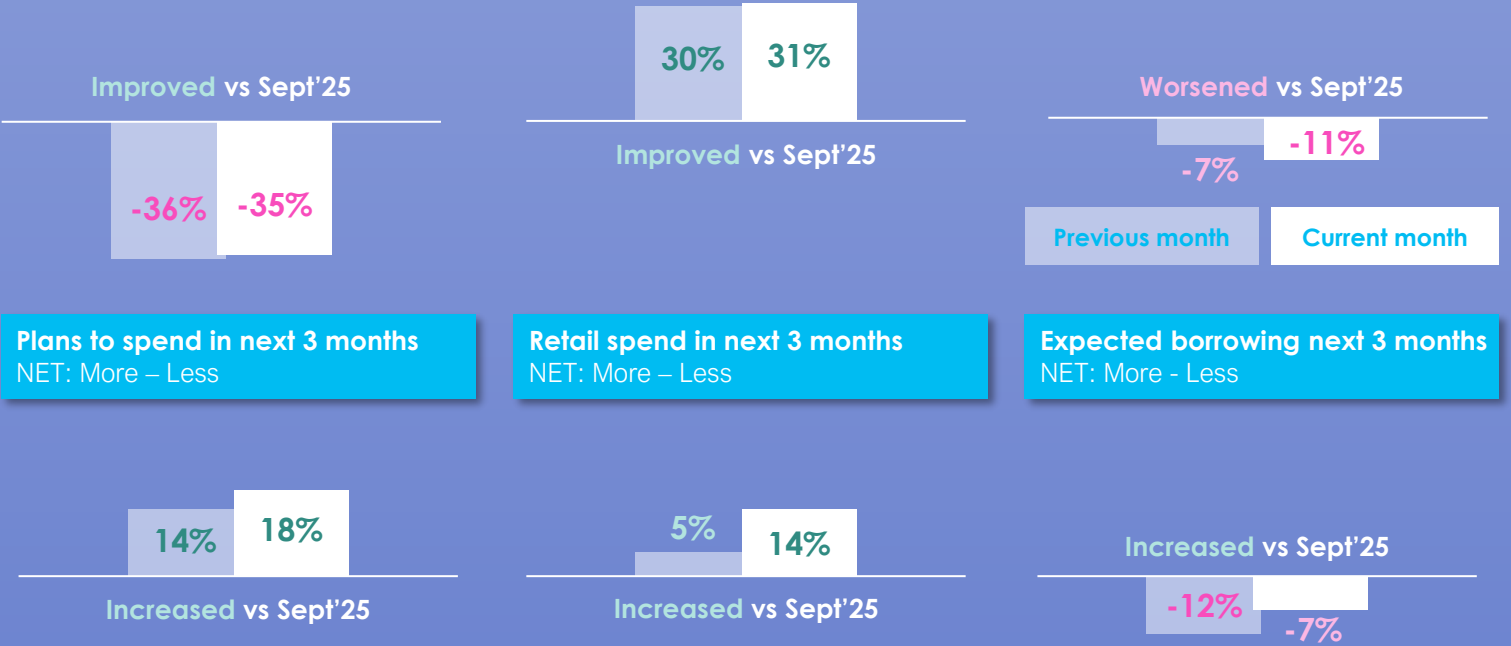 Improved vs Sept’25
-36%
-35%
30%
31%
Improved vs Sept’25
Worsened vs Sept’25
-7%
-11%
Previous month
Current month
Plans to spend in next 3 months
NET: More – Less
Retail spend in next 3 months
NET: More – Less
Expected borrowing next 3 months
NET: More - Less
14%
18%
Increased vs Sept’25
5%
14%
Increased vs Sept’25
Increased vs Sept’25
-12%
-7%